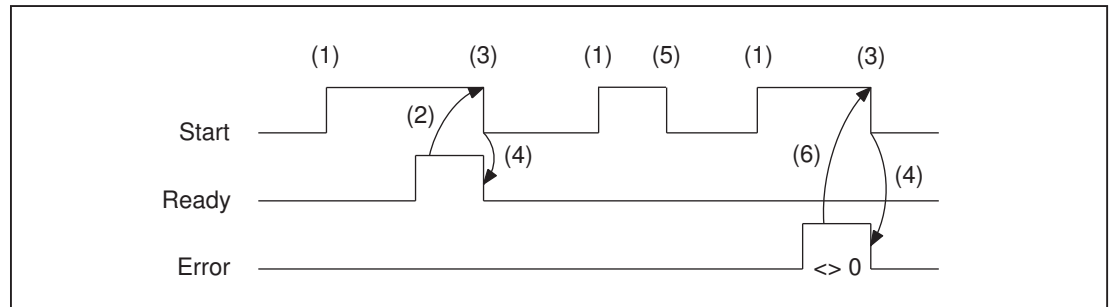 (1) (3) (1) (5) (1) (3)
(2)
Start
(4)
(6)
(4)
Ready
Error
<> 0